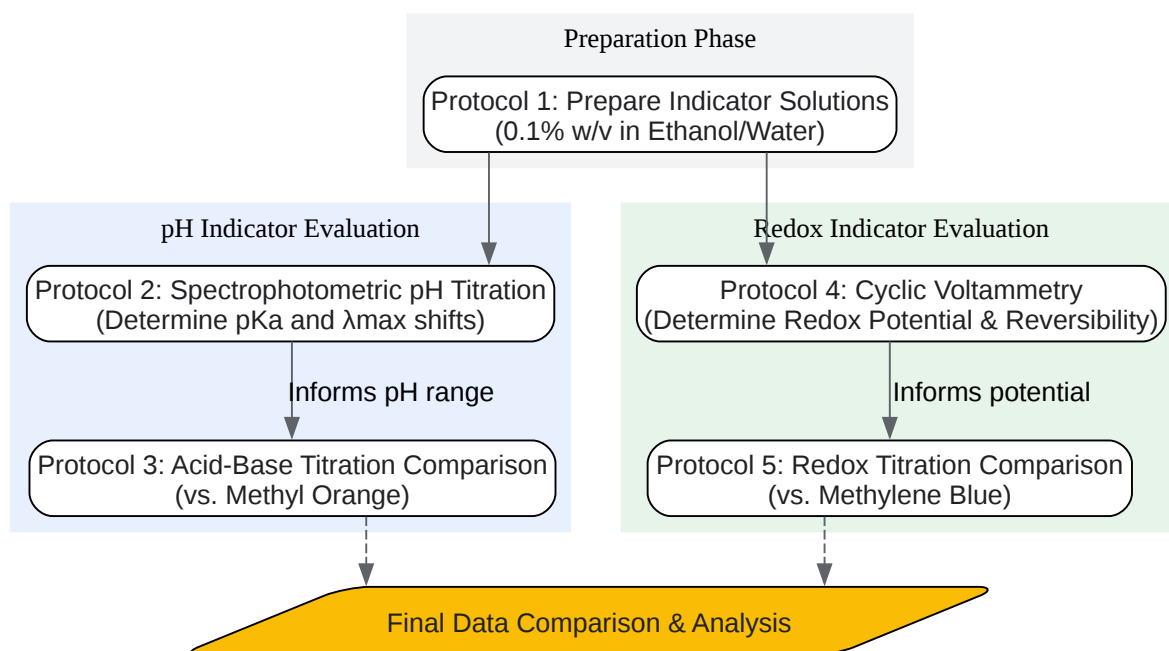 Preparation Phase
Protocol 1: Prepare Indicator Solutions
(0.1% w/v in Ethanol/Water)
pH Indicator Evaluation
Protocol 2: Spectrophotometric pH Titration
(Determine pKa and λmax shifts)
Informs pH range
Protocol 3: Acid-Base Titration Comparison
(vs. Methyl Orange)
Redox Indicator Evaluation
Protocol 4: Cyclic Voltammetry
(Determine Redox Potential & Reversibility)
Informs potential
Protocol 5: Redox Titration Comparison
(vs. Methylene Blue)
Final Data Comparison & Analysis